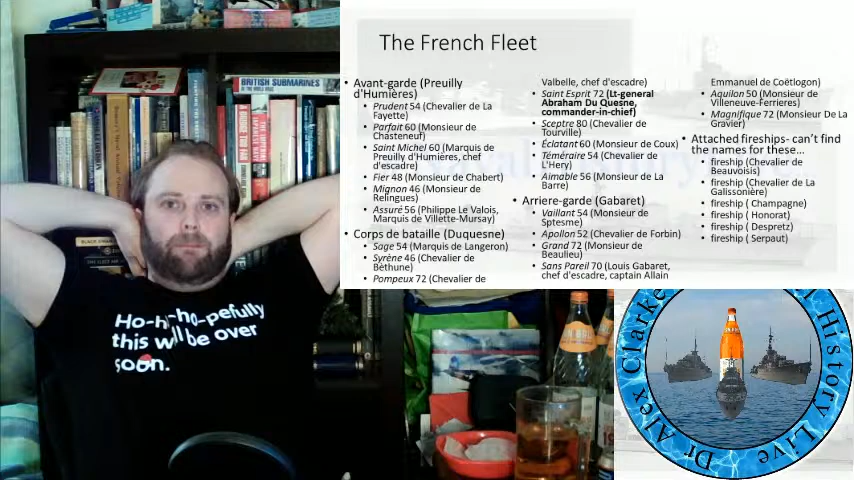 The French Fleet
• Avant-garde (Preuilly
d'Humières)
• Prudent 54 (Chevalier de La
Fayette)
• Parfait 60 (Monsieur de
Chasteneuf)
• Saint Michel 60 (Marquis de
Preuilly d'Humières, chef
d'escadre)
• Fier 48 (Monsieur de Chabert)
• Mignon 46 (Monsieur de
Relingues)
• Assuré 56 (Philippe Le Valois,
Marquis de Villette-Mursay)
• Corps de bataille (Duquesne)
• Sage 54 (Marquis de Langeron)
• Syrène 46 (Chevalier de
Béthune)
• Pompeux 72 (Chevalier de
Valbelle, chef d'escadre)
• Saint Esprit 72 (Lt-general
Abraham Du Quesne,
commander-in-chief)
• Sceptre 80 (Chevalier de
Tourville)
• Éclatant 60 (Monsieur de Coux)
• Téméraire 54 (Chevalier de
L'Hery)
• Aimable 56 (Monsieur de La
Barre)
• Arriere-garde (Gabaret)
• Vaillant 54 (Monsieur de
Septesme)
• Apollon 52 (Chevalier de Forbin)
• Grand 72 (Monsieur de
Beaulieu)
• Sans Pareil 70 (Louis Gabaret,
chef d'escadre, captain Allain
Emmanuel de Coëtlogon)
• Aquilon 50 (Monsieur de
Villeneuve-Ferrieres)
• Magnifique 72 (Monsieur De La
Gravier)
• Attached fireships- can't find
the names for these...
• fireship (Chevalier de
Beauvoisis)
• fireship (Chevalier de La
Galissonière)
• fireship ( Champagne)
• fireship ( Honorat)
• fireship ( Despretz)
• fireship ( Serpaut)
BRITISH SUBMARINES
Ho-h -ho-pefully
this w ll be over
soon.
Dr Alex Clarke
History Live